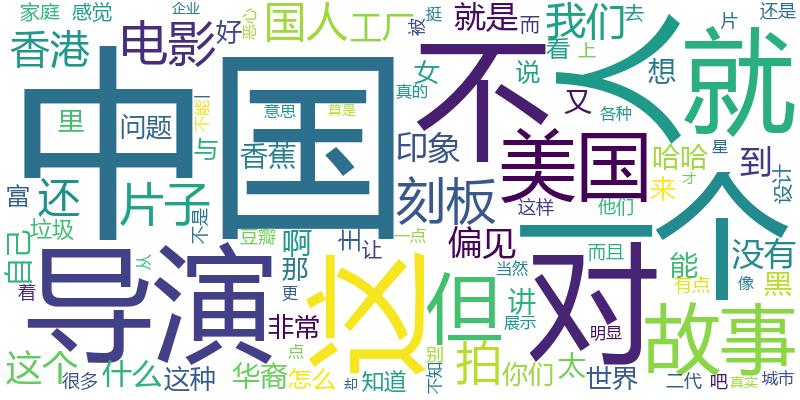 家庭
感觉
企业
恶心
国人
工厂
被
挺
就是
而
我们
去
片
还是
香港
电影
好
看
上
女
说
想
不
人
就
里
问题
不能
与
意思
算是
真的
又
各种
中国
美国
哈哈
到
星
富
还
片子
香蕉
印象
刻板
这样
一个
他们
来
才
设计
自己
垃圾
不是
豆瓣
啊
主
让
一点
偏见
当然
而且
能
没有
着
导演
从
那
更
这
但
讲
展示
对
有点
像
黑
故事
非常
明显
这个
什么
这种
点
别
拍
很多
华裔
怎么
却
知道
不知
你们
太
世界
二代
吧
真实
城市